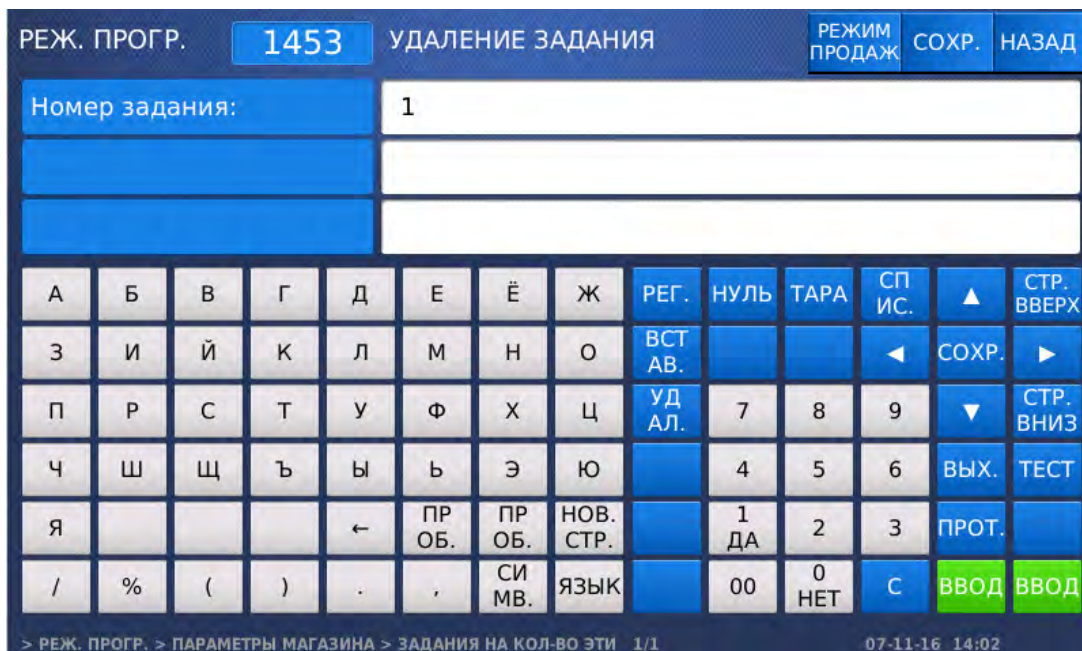 РЕЖ. ПРОГР. 1453 УДАЛЕНИЕ ЗАДАНИЯ РЕЖИМ ПРОДАЖ СОХР. НАЗАД
Номер задания: 1
А Б В Г Д Е Ё Ж РЕГ. НУЛЬ ТАРА СП ИС. ▲ СТР. ВВЕРХ
З И Й К Л М Н О ВСТ АВ. ◀ СОХР. ▶
П Р С Т У Ф Х Ц УД АЛ. 7 8 9 ▼ СТР. ВНИЗ
Ч Ш Щ Ъ Ы Ь Э Ю 4 5 6 ВЫХ. ТЕСТ
Я ← ПР ОБ. ПР ОБ. НОВ. СТР. 1 ДА 2 3 ПРОТ.
/ % ( ) . , СИ МВ. ЯЗЫК 00 0 НЕТ С ВВОД ВВОД
> РЕЖ. ПРОГР. > ПАРАМЕТРЫ МАГАЗИНА > ЗАДАНИЯ НА КОЛ-ВО ЭТИ 1/1 07-11-16 14:02